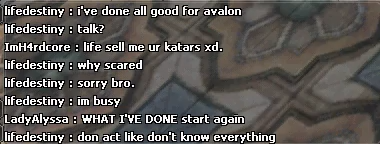 lifedestiny : i've done all good for avalon
lifedestiny : talk?
ImH4rdcore : life sell me ur katars xd.
lifedestiny : why scared
lifedestiny : sorry bro.
lifedestiny : im busy
LadyAlyssa : WHAT I'VE DONE start again
lifedestiny : don act like don't know everything